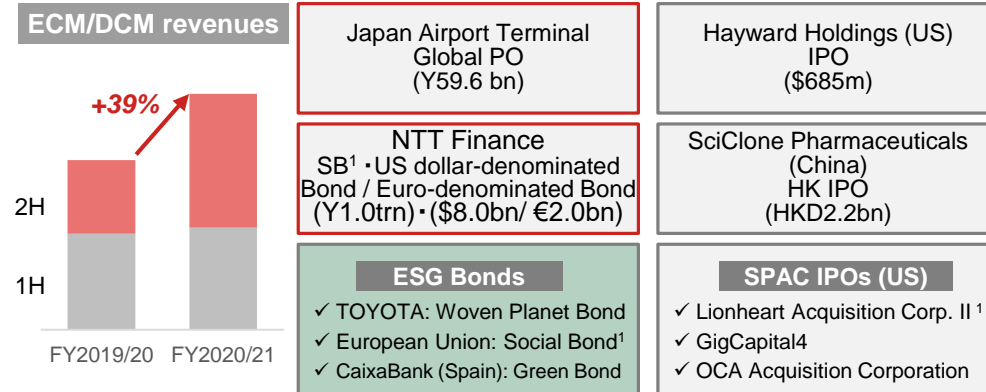 ECM/DCM revenues
+39%
2H
1H
FY2019/20
FY2020/21
Japan Airport Terminal
Global PO
(Y59.6 bn)
Hayward Holdings (US)
IPO
($685m)
NTT Finance
SB¹ ・US dollar-denominated
Bond / Euro-denominated Bond
(Y1.0trn)・($8.0bn/ €2.0bn)
SciClone Pharmaceuticals
(China)
HK IPO
(HKD2.2bn)
ESG Bonds
✓ TOYOTA: Woven Planet Bond
✓ European Union: Social Bond¹
✓ CaixaBank (Spain): Green Bond
SPAC IPOs (US)
✓ Lionheart Acquisition Corp. II ¹
✓ GigCapital4
✓ OCA Acquisition Corporation